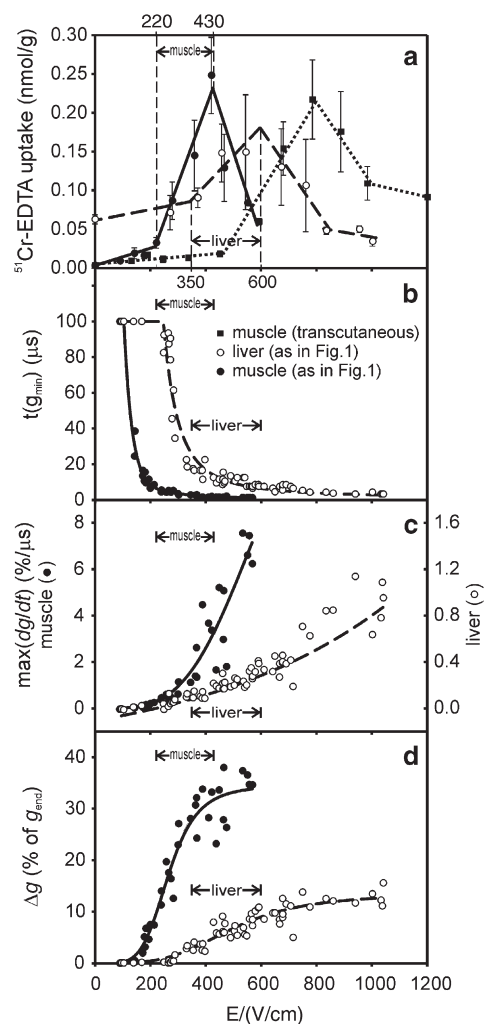 220 430
0.30
muscle
a
0.25
0.20
0.15
0.10
0.05
0.00
⁵¹Cr-EDTA uptake (nmol/g)
liver
350 600
muscle
b
100
80
60
40
20
0
t(gmin) (µs)
muscle (transcutaneous)
liver (as in Fig.1)
muscle (as in Fig.1)
liver
8
6
4
2
0
max(dg/dt) (%/µs)
muscle (●)
muscle
c
liver
1.6
1.2
0.8
0.4
0.0
liver (○)
40
30
20
10
0
Δg (% of gend)
muscle
d
liver
0 200 400 600 800 1000 1200
E/(V/cm)